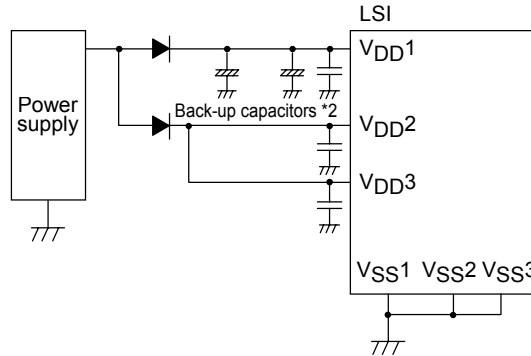 LSI
VDD1
Power
supply
Back-up capacitors *2
VDD2
VDD3
VSS1 VSS2 VSS3